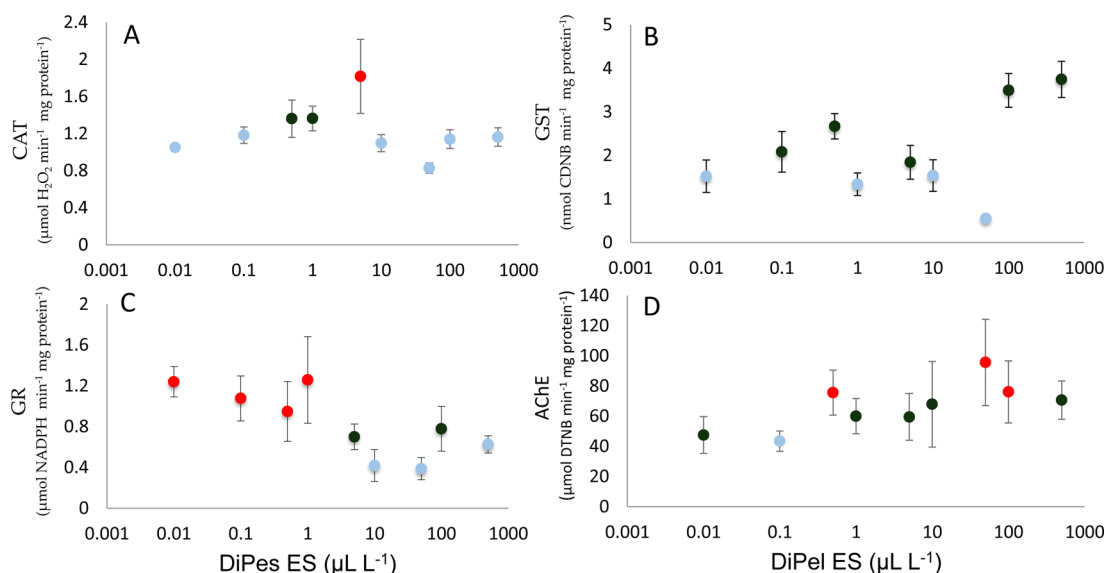 A
CAT
(µmol H₂O₂ min⁻¹ mg protein⁻¹)
2.4
2
1.6
1.2
0.8
0.4
0
0.001 0.01 0.1 1 10 100 1000
B
GST
(nmol CDNB min⁻¹ mg protein⁻¹)
5
4
3
2
1
0
0.001 0.01 0.1 1 10 100 1000
C
GR
(µmol NADPH min⁻¹ mg protein⁻¹)
2
1.6
1.2
0.8
0.4
0
0.001 0.01 0.1 1 10 100 1000
DiPes ES (µL L⁻¹)
D
AChE
(µmol DTNB min⁻¹ mg protein⁻¹)
140
120
100
80
60
40
20
0
0.001 0.01 0.1 1 10 100 1000
DiPel ES (µL L⁻¹)